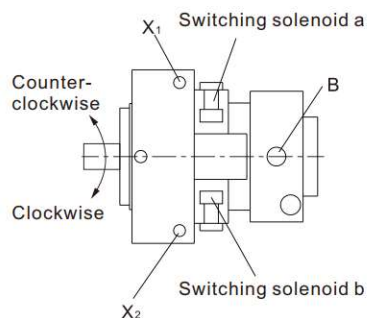 Switching solenoid a
X₁
Counter-
clockwise
B
Clockwise
Switching solenoid b
X₂